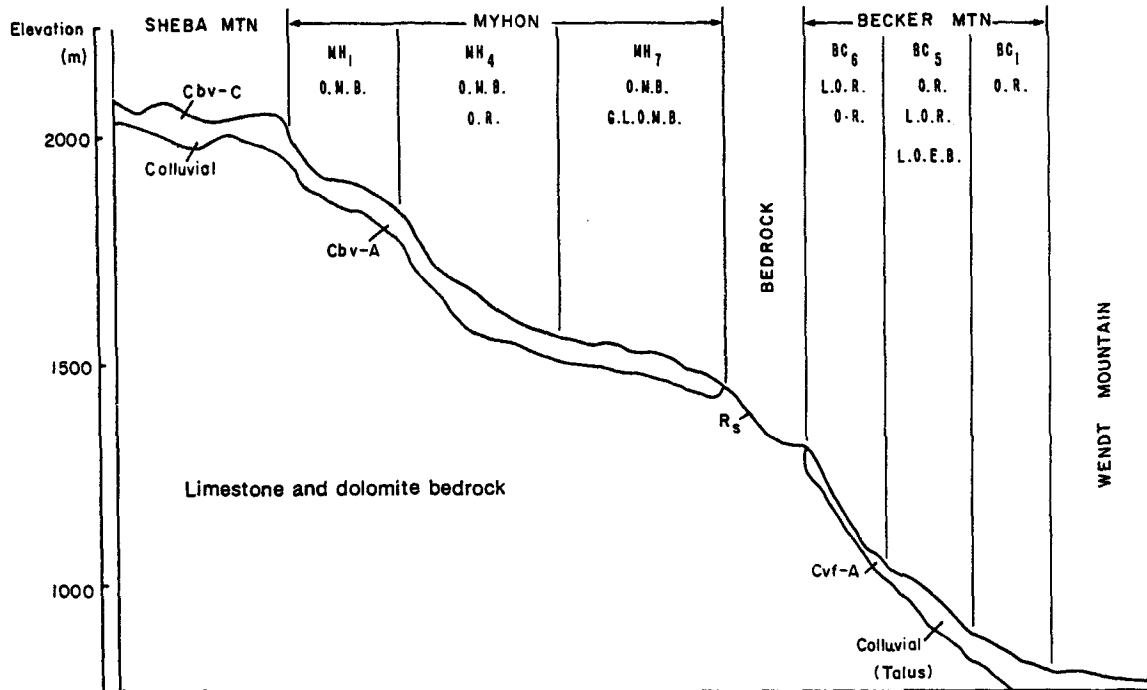 Elevation
(m)
SHEBA MTN
MYHON
BECKER MTN
MH1
O.M.B.
MH4
O.M.B.
O.R.
MH7
O.M.B.
G.L.O.M.B.
BC6
L.O.R.
O.R.
BC5
O.R.
L.O.R.
L.O.E.B.
BC1
O.R.
Cbv-C
2000
Colluvial
Cbv-A
BEDROCK
WENDT MOUNTAIN
1500
Rs
Limestone and dolomite bedrock
Cvf-A
1000
Colluvial
(Talus)